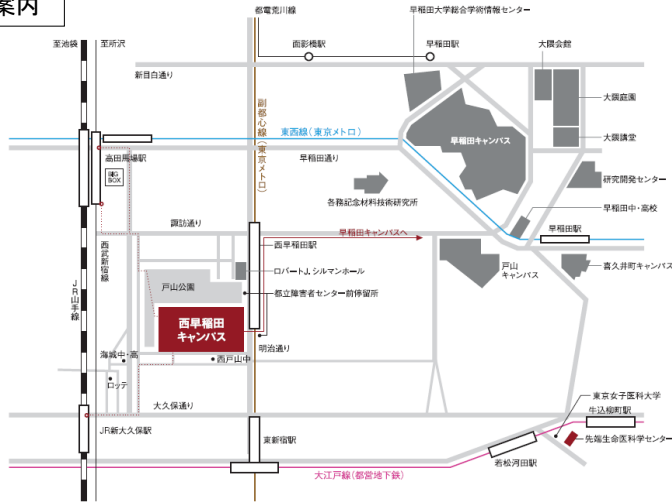 案内
都電荒川線
早稲田大学総合学術情報センター
至池袋
至所沢
面影橋駅
早稲田駅
大隈会館
新目白通り
大隈庭園
副都心線(東京メトロ)
東西線(東京メトロ)
早稲田キャンパス
大隈講堂
高田馬場駅
早稲田通り
BIG
BOX
研究開発センター
各務記念材料技術研究所
早稲田中・高校
諏訪通り
早稲田キャンパスへ
早稲田駅
西早稲田駅
西武新宿線
JR山手線
ロバートJ.シルマンホール
戸山
キャンパス
喜久井町キャンパス
戸山公園
都立障害者センター前停留所
西早稲田
キャンパス
明治通り
海城中・高
西戸山中
ロッテ
東京女子医科大学
大久保通り
牛込柳町駅
JR新大久保駅
東新宿駅
先端生命医科学センター
若松河田駅
大江戸線(都営地下鉄)